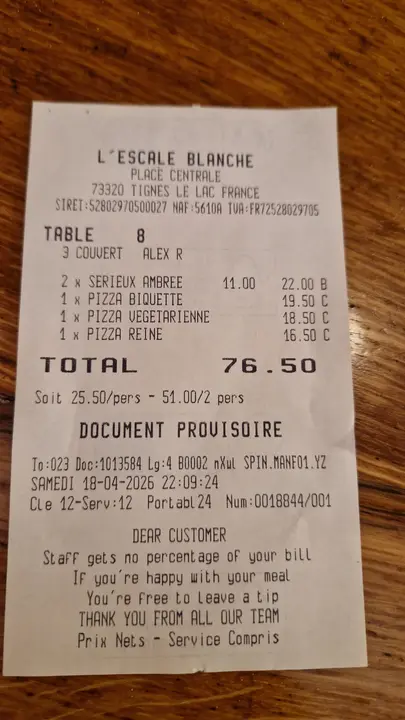 L'ESCALE BLANCHE
PLACE CENTRALE
73320 TIGNES LE LAC FRANCE
SIRET:52802970500027 NAF:5610A TVA:FR72528029705
TABLE 8
3 COUVERT ALEX R
2 x SERIEUX AMBREE 11.00 22.00 B
1 x PIZZA BIQUETTE 19.50 C
1 x PIZZA VEGETARIENNE 18.50 C
1 x PIZZA REINE 16.50 C
TOTAL 76.50
Soit 25.50/pers - 51.00/2 pers
DOCUMENT PROVISOIRE
To:023 Doc:1013584 Lg:4 B0002 nXul SPIN.MANF01.YZ
SAMEDI 18-04-2026 22:09:24
Cle 12-Serv:12 Portabl24 Num:0018844/001
DEAR CUSTOMER
Staff gets no percentage of your bill
If you're happy with your meal
You're free to leave a tip
THANK YOU FROM ALL OUR TEAM
Prix Nets - Service Compris